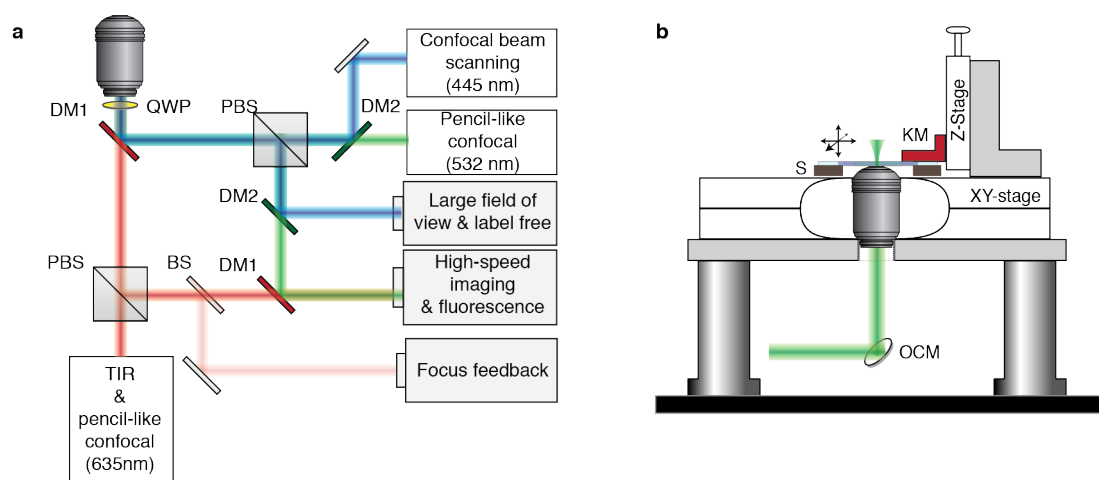 a
DM1
QWP
PBS
DM2
Confocal beam
scanning
(445 nm)
Pencil-like
confocal
(532 nm)
DM2
Large field of
view & label free
PBS
BS
DM1
High-speed
imaging
& fluorescence
Focus feedback
TIR
&
pencil-like
confocal
(635nm)
b
Z-Stage
KM
S
XY-stage
OCM